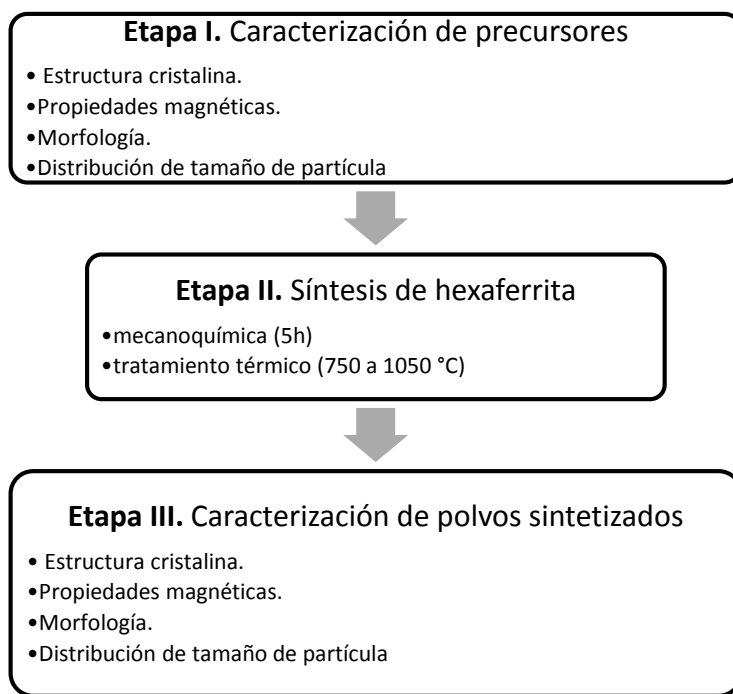 Etapa I. Caracterización de precursores
• Estructura cristalina.
•Propiedades magnéticas.
•Morfología.
•Distribución de tamaño de partícula
Etapa II. Síntesis de hexaferrita
•mecanoquímica (5h)
•tratamiento térmico (750 a 1050 °C)
Etapa III. Caracterización de polvos sintetizados
• Estructura cristalina.
•Propiedades magnéticas.
•Morfología.
•Distribución de tamaño de partícula